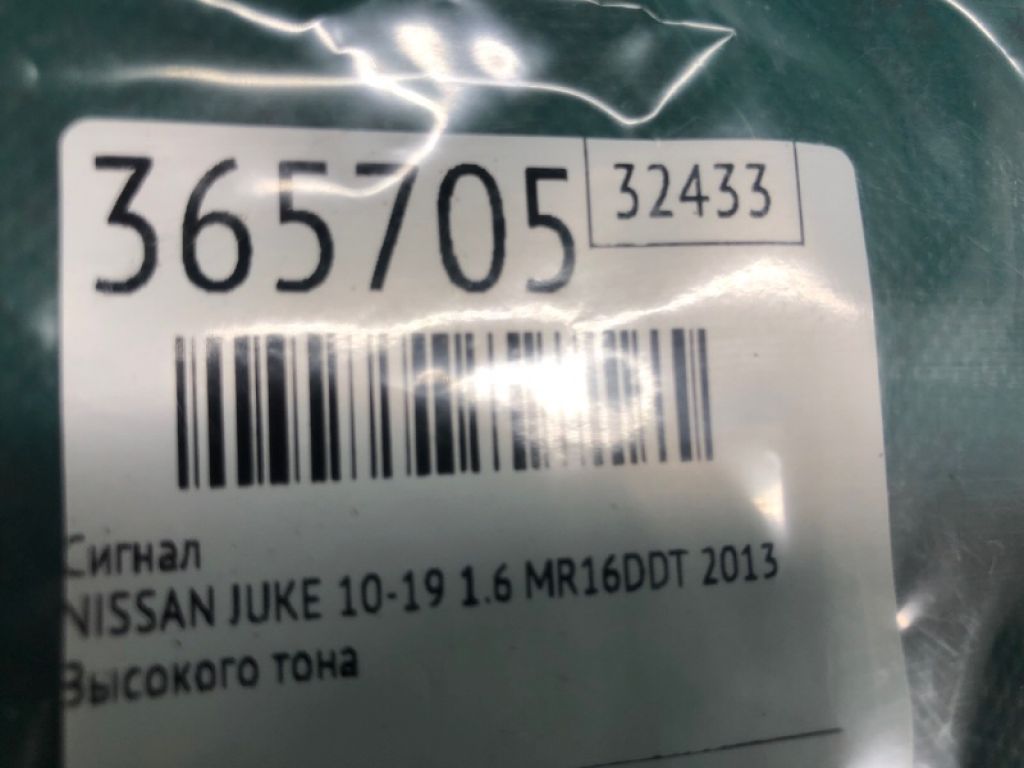 365705
32433
Сигнал
NISSAN JUKE 10-19 1.6 MR16DDT 2013
Высокого тона